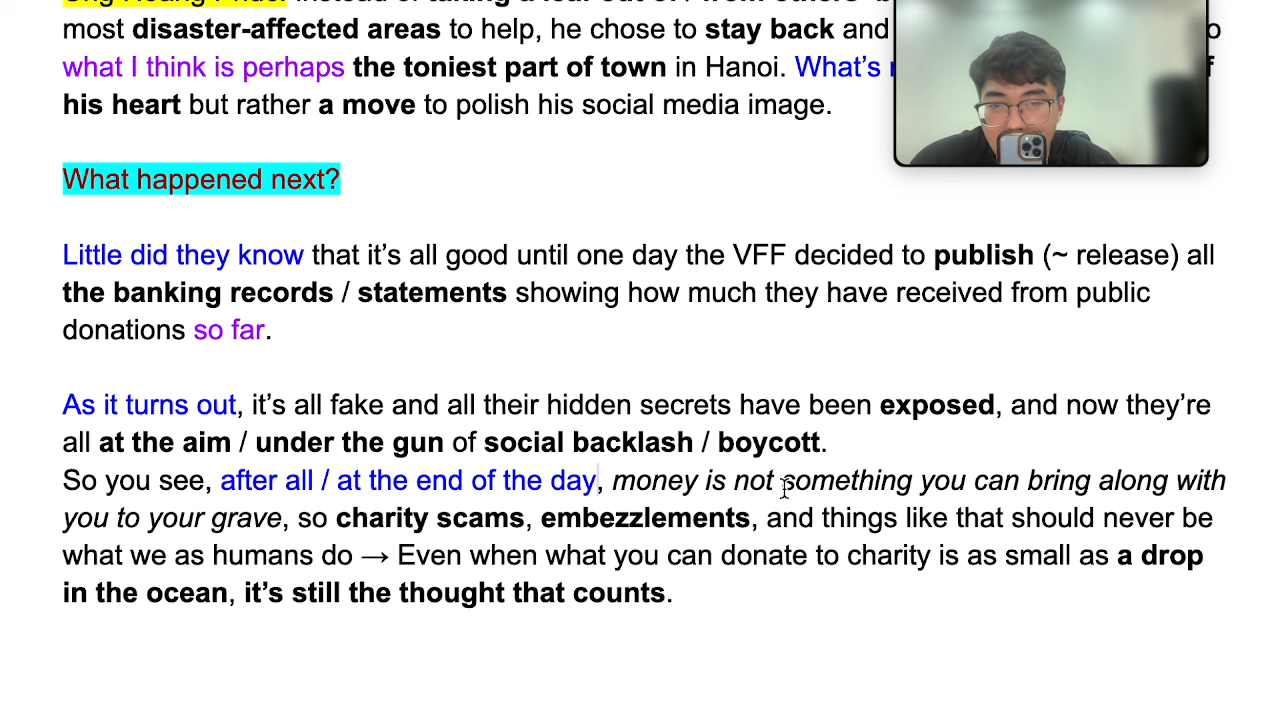 instead of
most disaster-affected areas to help, he chose to stay back and
what I think is perhaps the toniest part of town in Hanoi. What's
his heart but rather a move to polish his social media image.
What happened next?
Little did they know that it's all good until one day the VFF decided to publish (~ release) all
the banking records / statements showing how much they have received from public
donations so far.
As it turns out, it's all fake and all their hidden secrets have been exposed, and now they're
all at the aim / under the gun of social backlash / boycott.
So you see, after all / at the end of the day, money is not something you can bring along with
you to your grave, so charity scams, embezzlements, and things like that should never be
what we as humans do → Even when what you can donate to charity is as small as a drop
in the ocean, it's still the thought that counts.